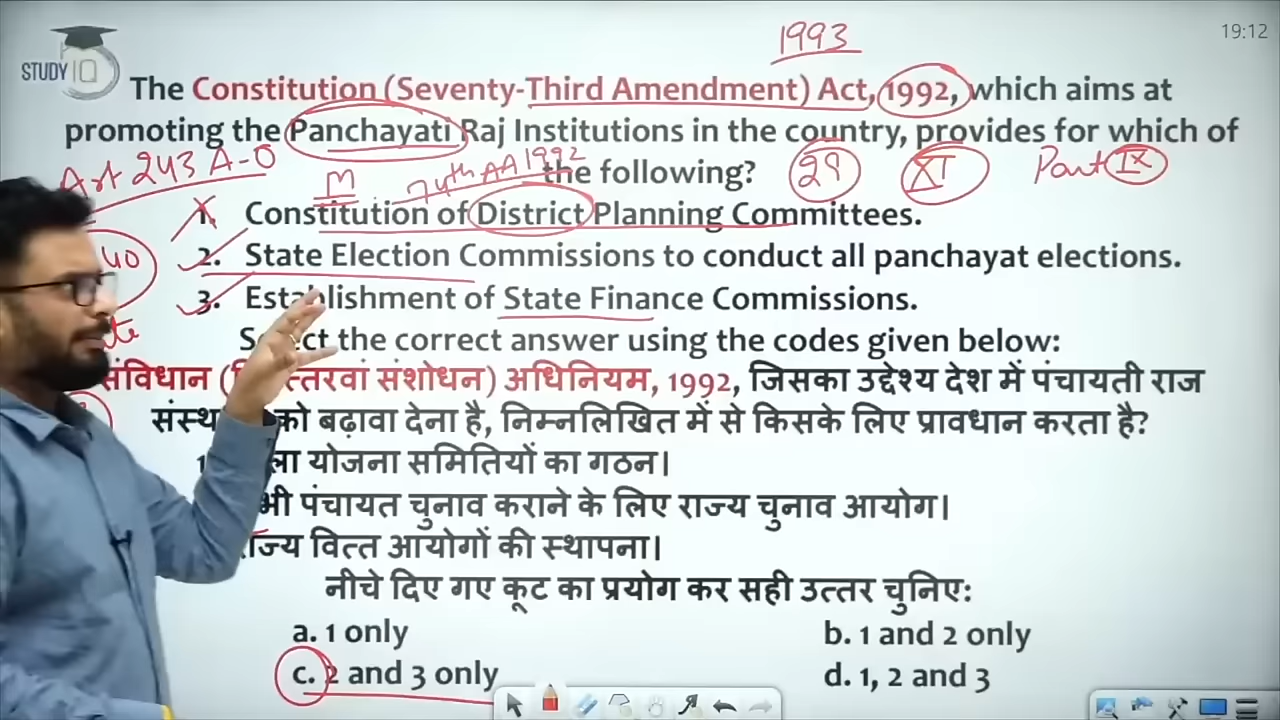 1993
19:12
STUDY IQ
The Constitution (Seventy-Third Amendment) Act, 1992, which aims at
promoting the Panchayati Raj Institutions in the country, provides for which of
the following?
Art 243 A-O
M
74th AA 1992
29
XI
Part IX
1. Constitution of District Planning Committees.
40
2. State Election Commissions to conduct all panchayat elections.
3. Establishment of State Finance Commissions.
Select the correct answer using the codes given below:
संविधान ( अधिनियम, 1992, जिसका उद्देश्य देश में पंचायती राज
को बढ़ावा देना है, निम्नलिखित में से किसके लिए प्रावधान करता है?
योजना समितियों का गठन।
पंचायत चुनाव कराने के लिए राज्य चुनाव आयोग।
राज्य वित्त आयोगों की स्थापना।
नीचे दिए गए कूट का प्रयोग कर सही उत्तर चुनिए:
a. 1 only
b. 1 and 2 only
c. 2 and 3 only
d. 1, 2 and 3